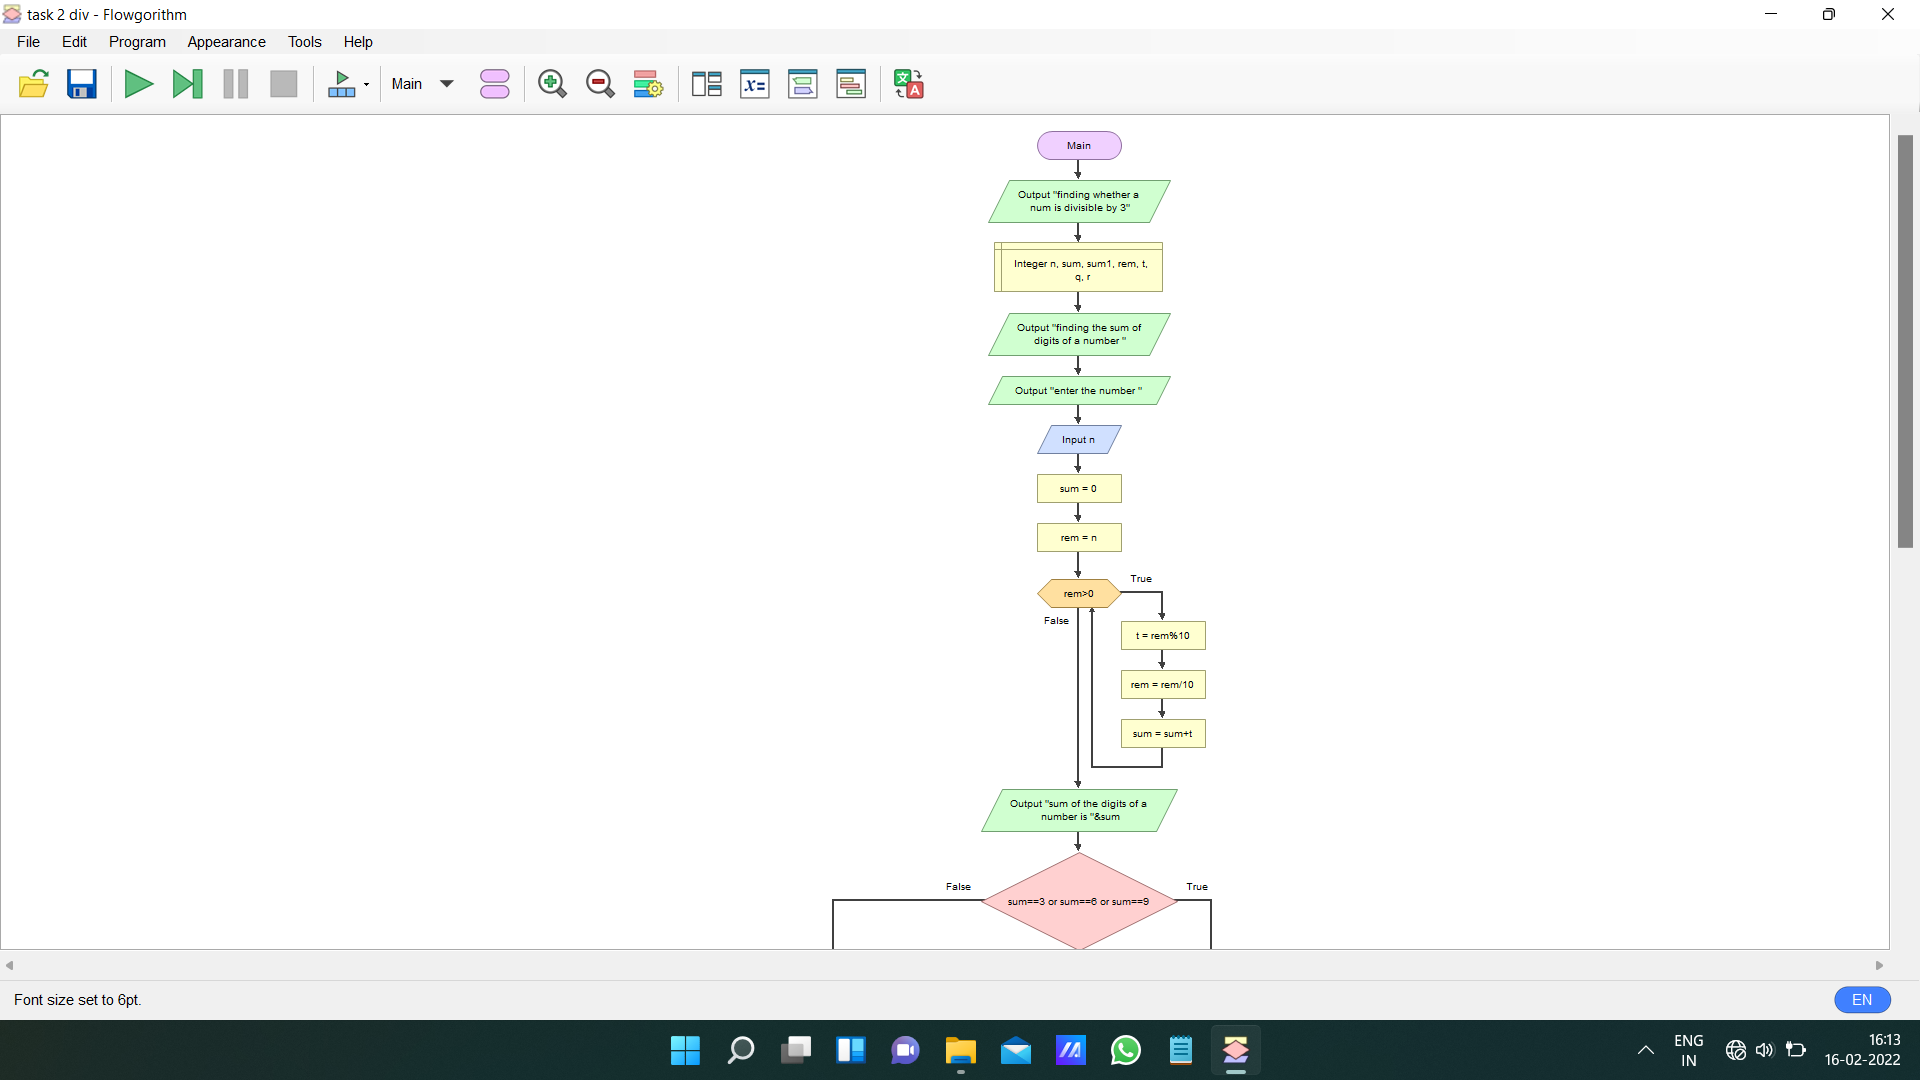 task 2 div - Flowgorithm
File Edit Program Appearance Tools Help
Main
x=
文
A
Main
Output "finding whether a
num is divisible by 3"
Integer n, sum, sum1, rem, t,
q, r
Output "finding the sum of
digits of a number "
Output "enter the number "
Input n
sum = 0
rem = n
rem>0
True
False
t = rem%10
rem = rem/10
sum = sum+t
Output "sum of the digits of a
number is "&sum
False
True
sum==3 or sum==6 or sum==9
Font size set to 6pt.
EN
ENG
IN
16:13
16-02-2022